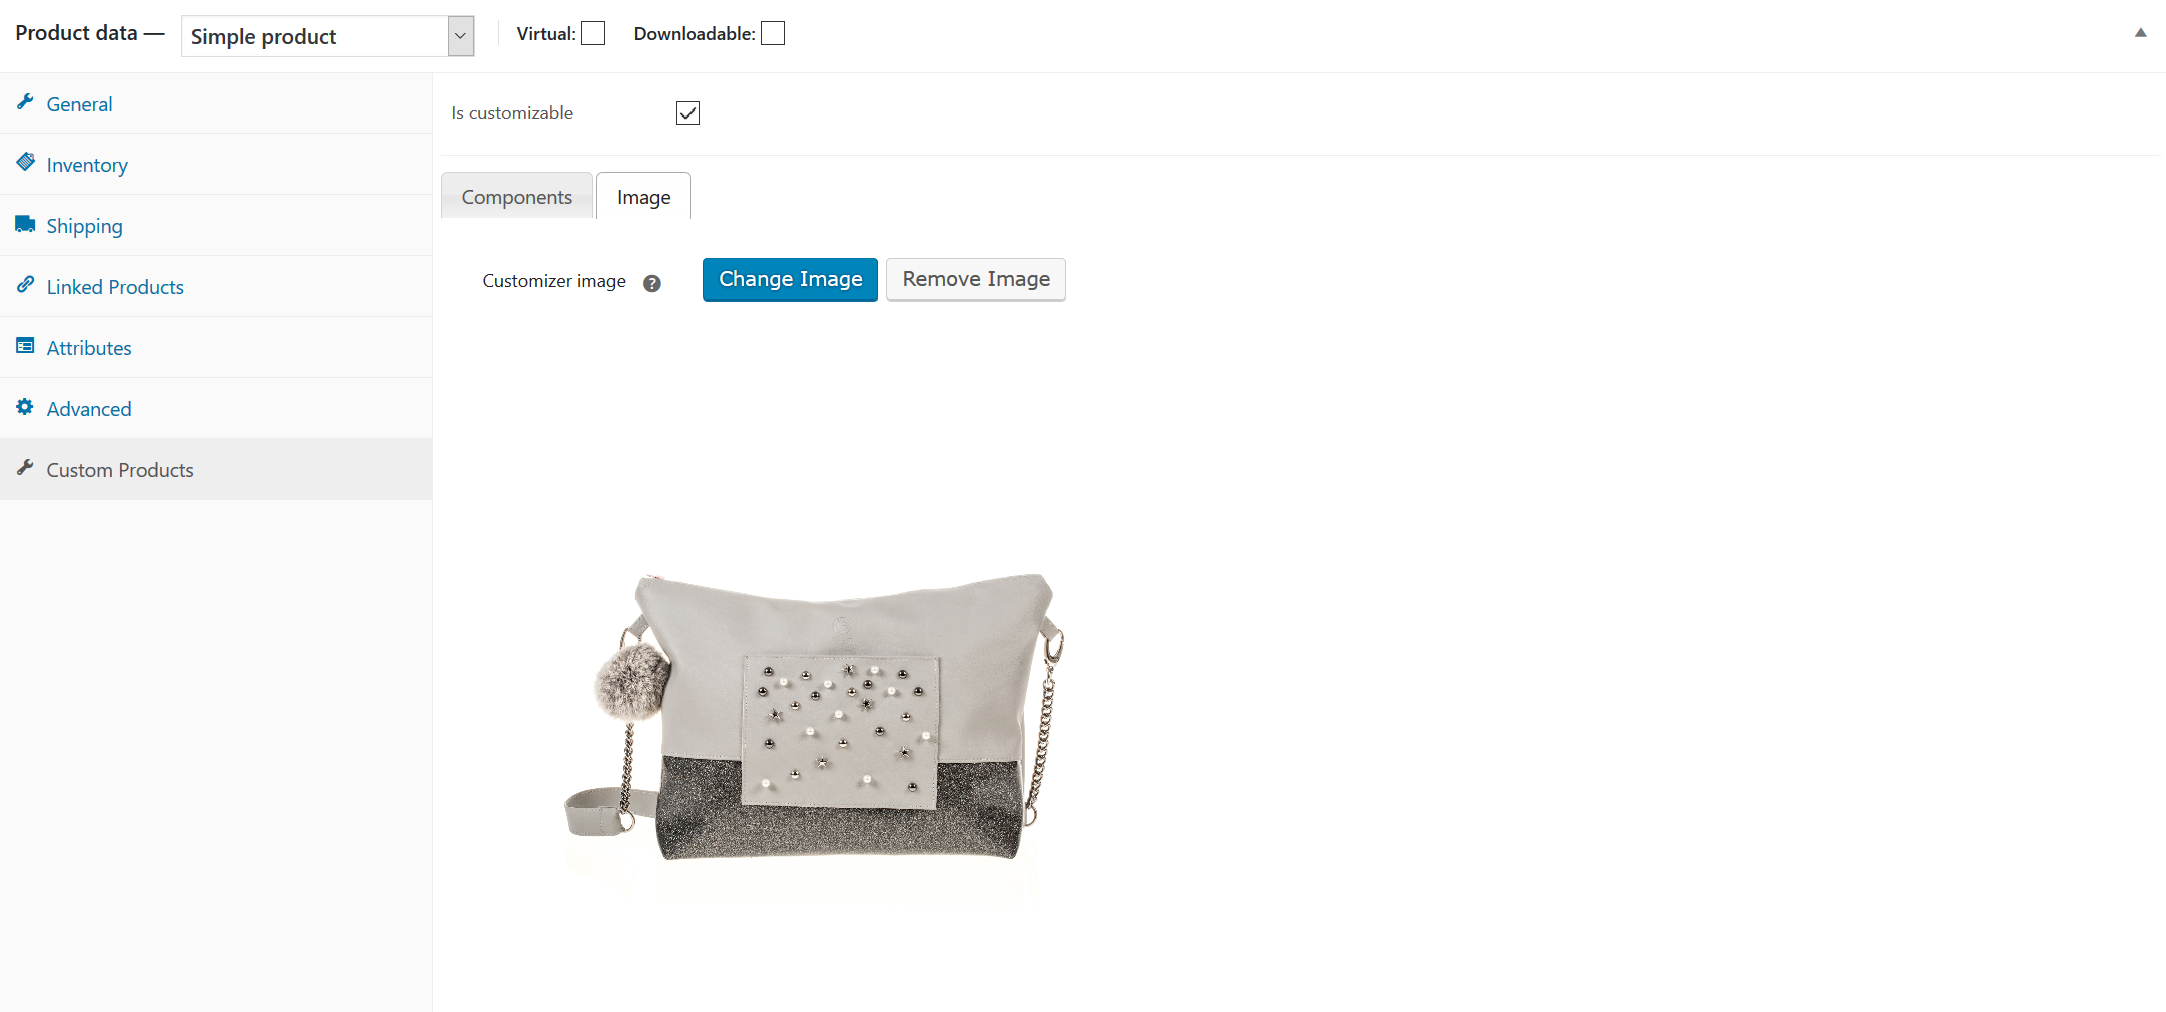 Product data — Simple product Virtual: Downloadable:
General
Inventory
Shipping
Linked Products
Attributes
Advanced
Custom Products
Is customizable
Components Image
Customizer image ? Change Image Remove Image